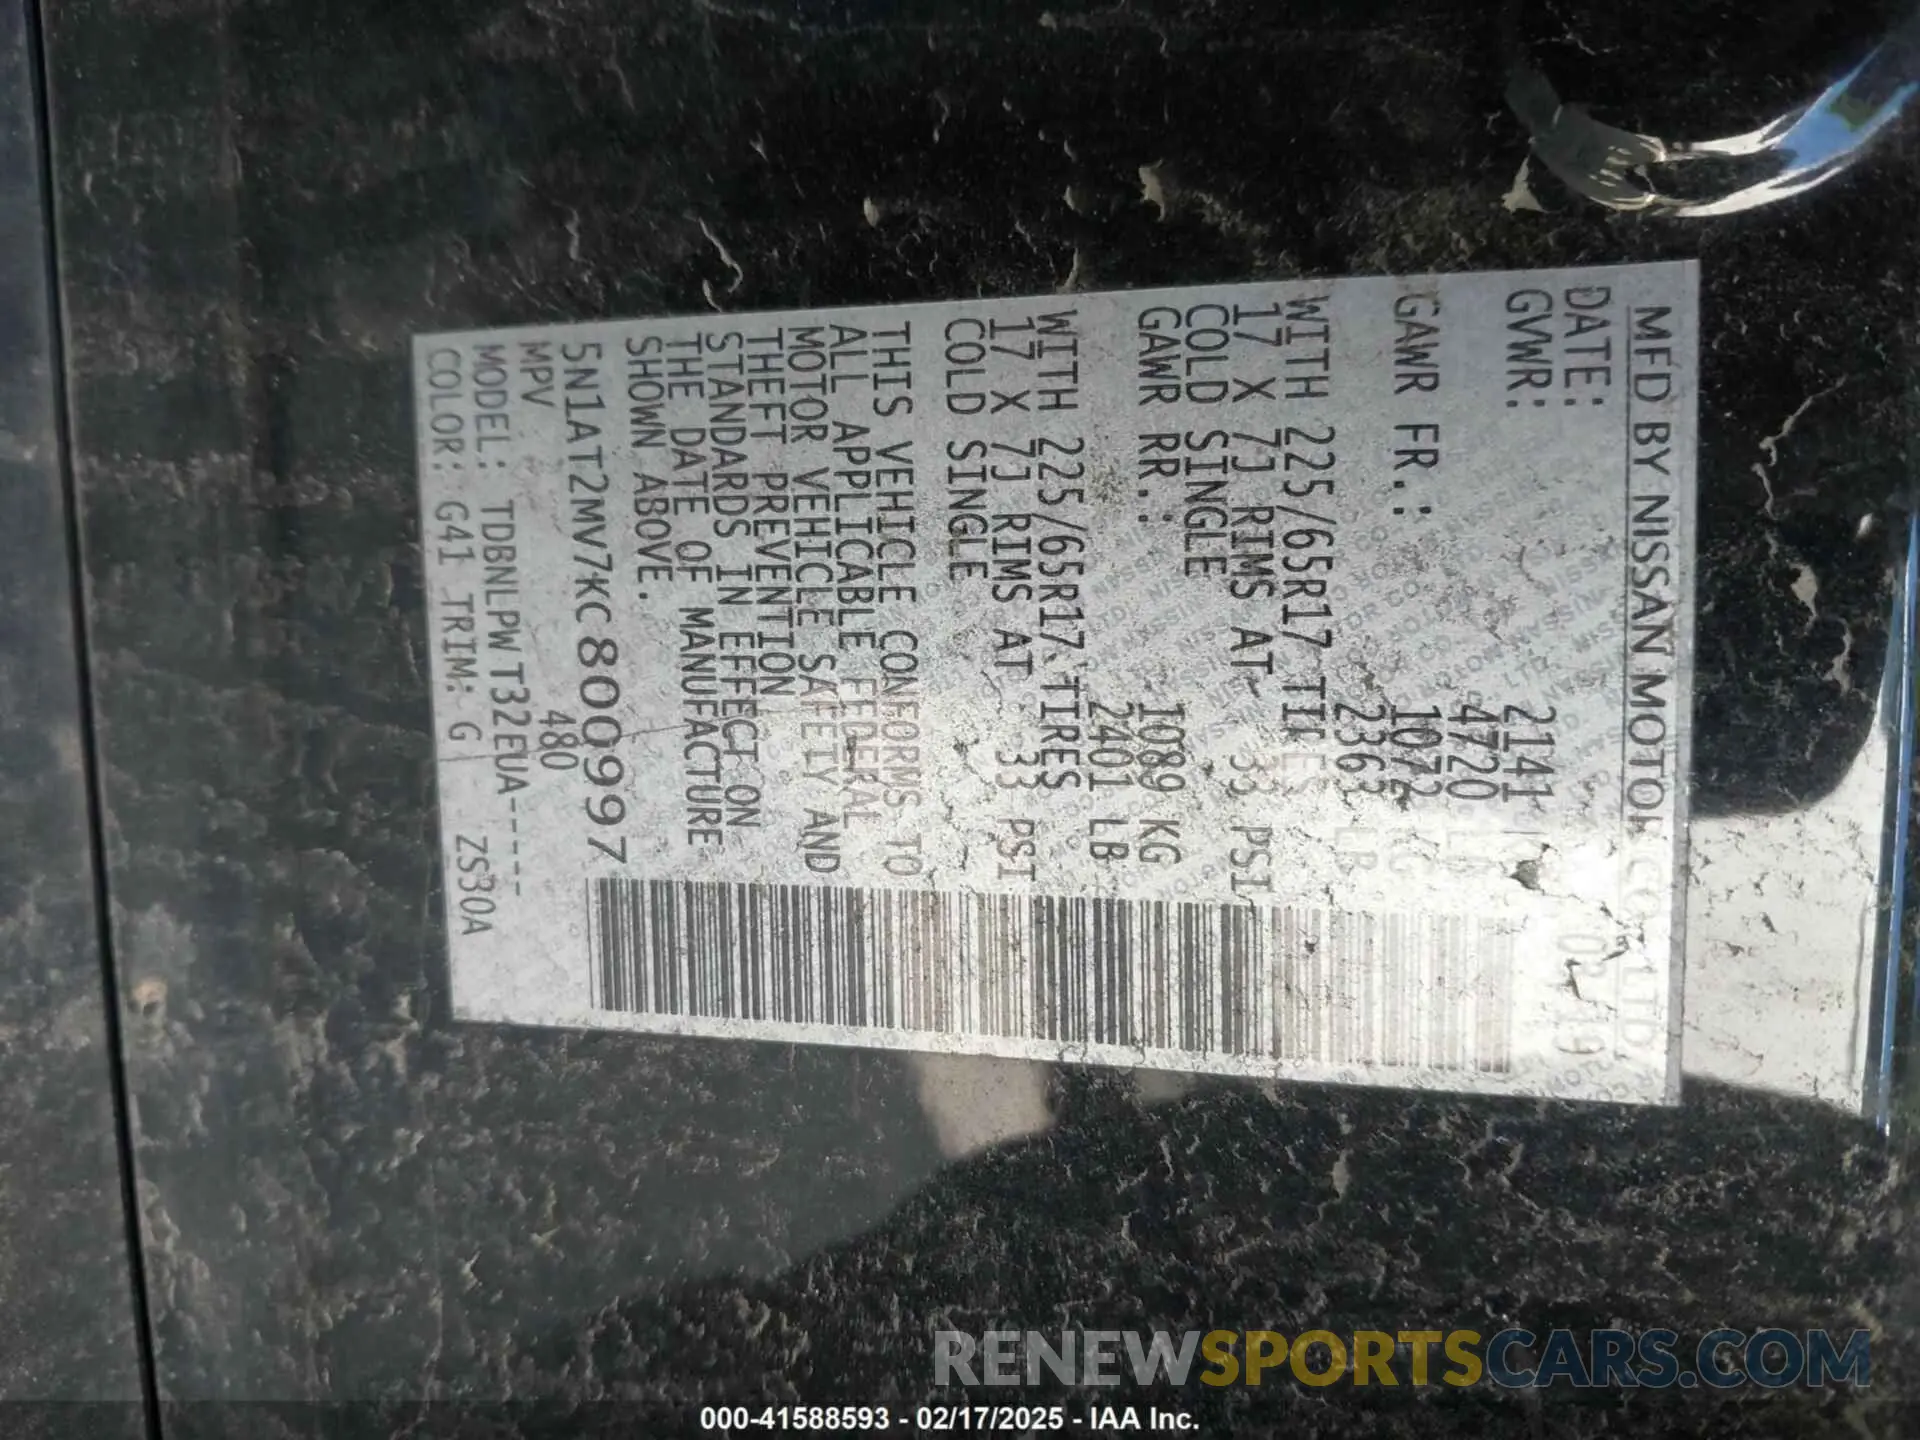 MFD BY NISSAN MOTOR CO., LTD.
DATE: 02/19
GVWR: 2141
4720 LB
GAWR FR.: 1072 KG
2363 LB
WITH 225/65R17 TIRES
17 X 7J RIMS AT 33 PSI
COLD SINGLE
GAWR RR.: 1089 KG
2401 LB
WITH 225/65R17 TIRES
17 X 7J RIMS AT 33 PSI
COLD SINGLE
THIS VEHICLE CONFORMS TO
ALL APPLICABLE FEDERAL
MOTOR VEHICLE SAFETY AND
THEFT PREVENTION
STANDARDS IN EFFECT ON
THE DATE OF MANUFACTURE
SHOWN ABOVE.
5N1AT2MV7KC800997
MPV 480
MODEL: TDBNLPWT32EUA-----
COLOR: G41 TRIM: G ZS30A
RENEWSPORTSCARS.COM
000-41588593 - 02/17/2025 - IAA Inc.